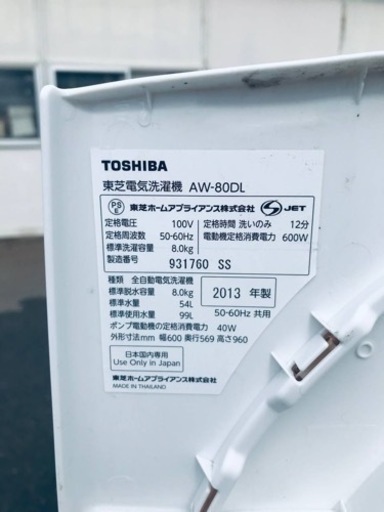 TOSHIBA
東芝電気洗濯機 AW-80DL
PS E 東芝ホームアプライアンス株式会社 S JET
定格電圧 100V 定格時間 洗いのみ 12分
定格周波数 50-60Hz 電動機定格消費電力 600W
標準洗濯容量 8.0kg
製造番号 931760 SS
種類 全自動電気洗濯機
標準脱水容量 8.0kg 2013 年製
標準水量 54L
標準使用水量 99L 50-60Hz 共用
ポンプ電動機の定格消費電力 40W
外形寸法mm 幅600 奥行569 高さ960
日本国内専用
Use Only in Japan
東芝ホームアプライアンス株式会社
MADE IN THAILAND